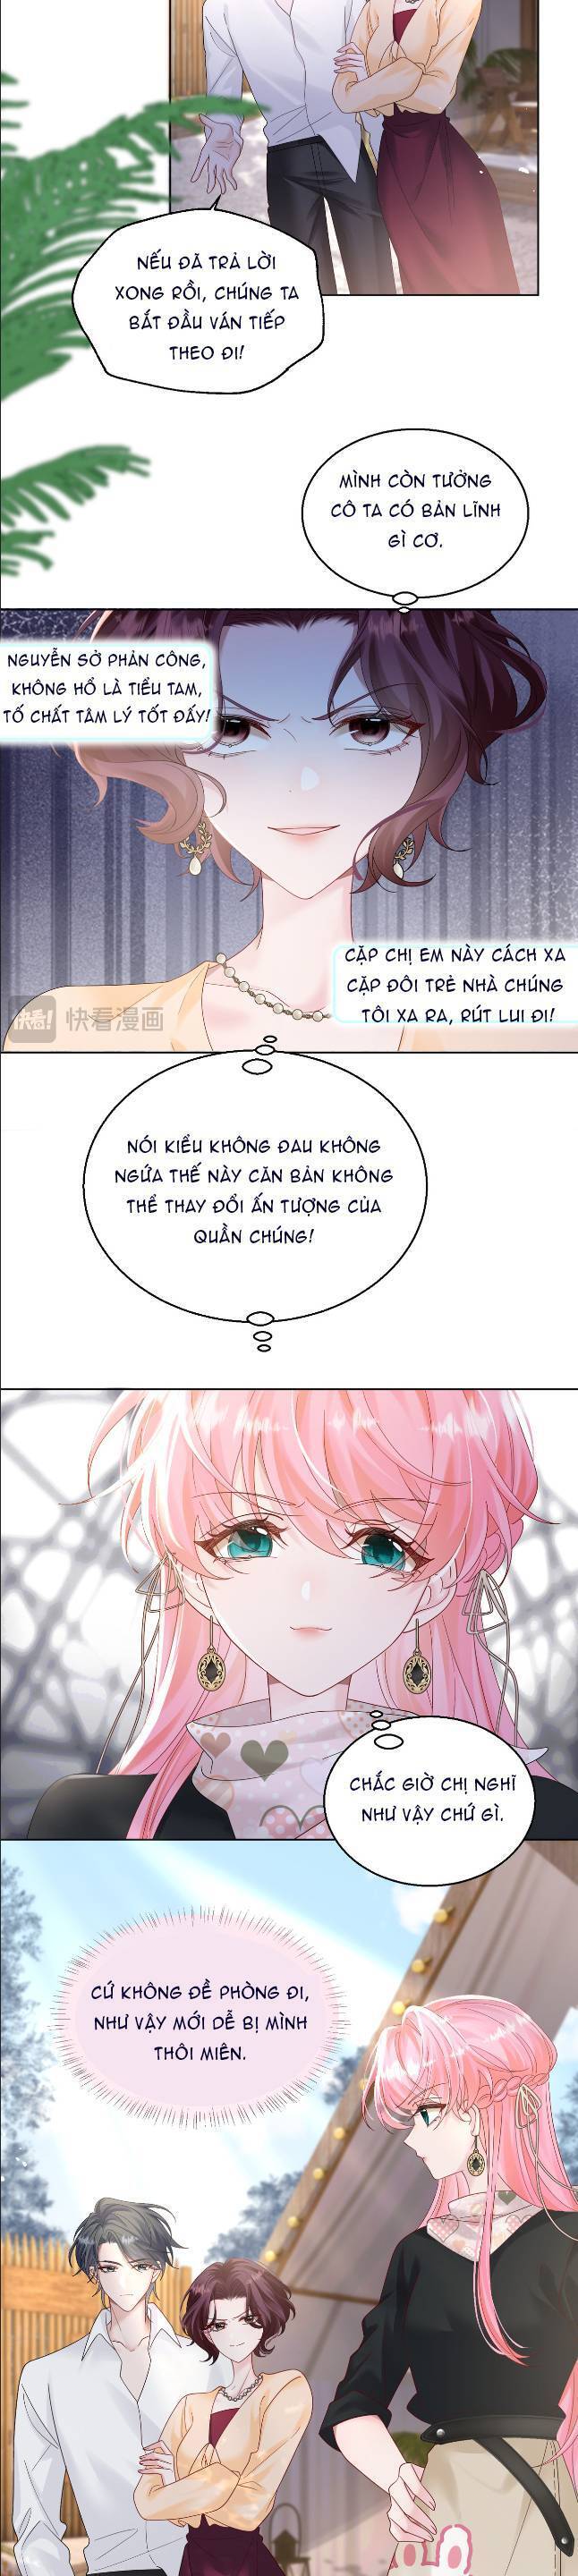 NẾU ĐÃ TRẢ LỜI
XONG RỒI, CHÚNG TA
BẮT ĐẦU VÁN TIẾP
THEO ĐI!
MÌNH CÒN TƯỞNG
CÔ TA CÓ BẢN LĨNH
GÌ CƠ.
NGUYỄN SỞ PHẢN CÔNG,
KHÔNG HỔ LÀ TIỂU TAM,
TỐ CHẤT TÂM LÝ TỐT ĐẤY!
CẶP CHỊ EM NÀY CÁCH XA
CẶP ĐÔI TRẺ NHÀ CHÚNG
TÔI XA RA, RÚT LUI ĐI!
快看! 快看漫画
NÓI KIỂU KHÔNG ĐAU KHÔNG
NGỨA THẾ NÀY CĂN BẢN KHÔNG
THỂ THAY ĐỔI ẤN TƯỢNG CỦA
QUẦN CHÚNG!
CHẮC GIỜ CHỊ NGHĨ
NHƯ VẬY CHỨ GÌ.
CỨ KHÔNG ĐỀ PHÒNG ĐI,
NHƯ VẬY MỚI DỄ BỊ MÌNH
THÔI MIÊN.